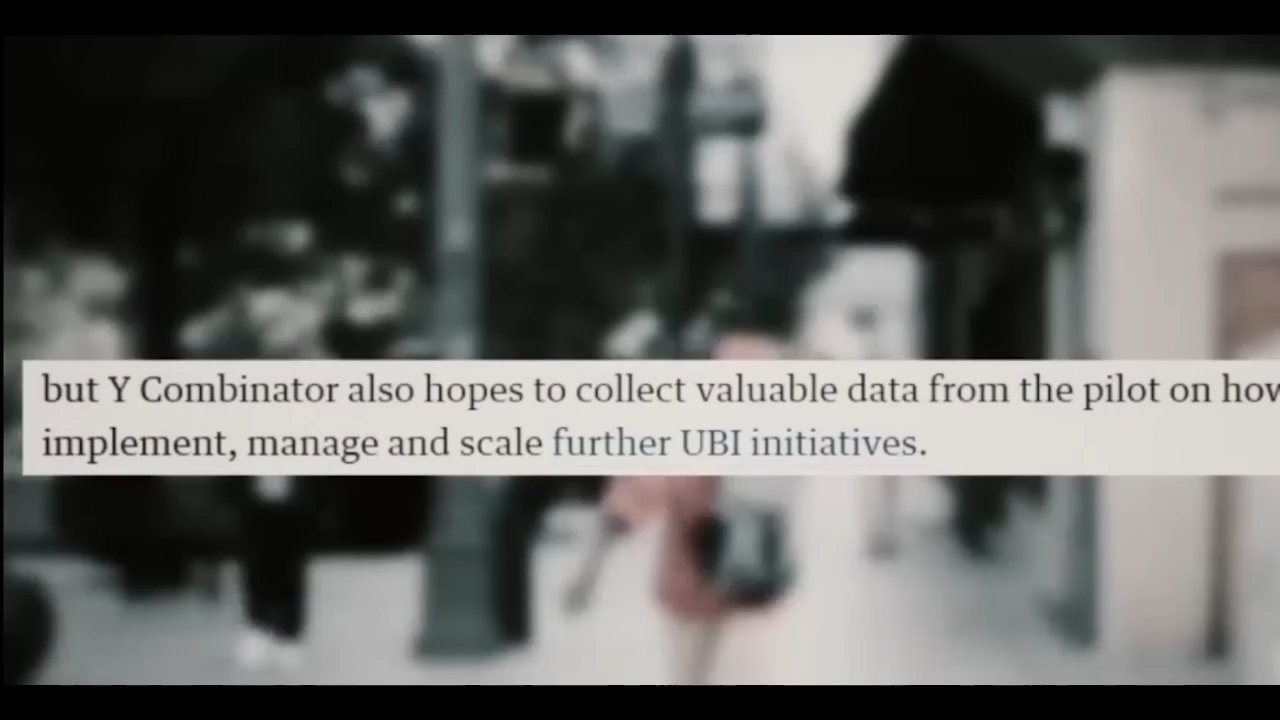 but Y Combinator also hopes to collect valuable data from the pilot on how
implement, manage and scale further UBI initiatives.